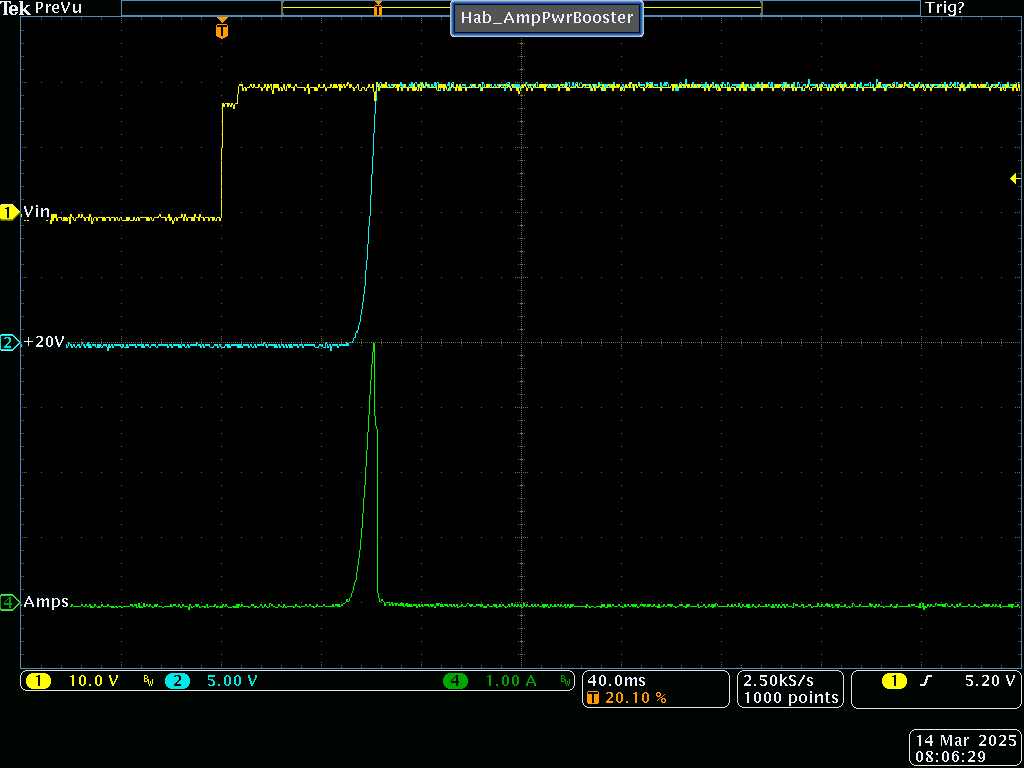 Tek PreVu
Trig?
Hab_AmpPwrBooster
T
T
1 Vin
2 +20V
4 Amps
1 10.0 V BW 2 5.00 V 4 1.00 A BW
40.0ms
T 20.10 %
2.50kS/s
1000 points
1 5.20 V
14 Mar 2025
08:06:29